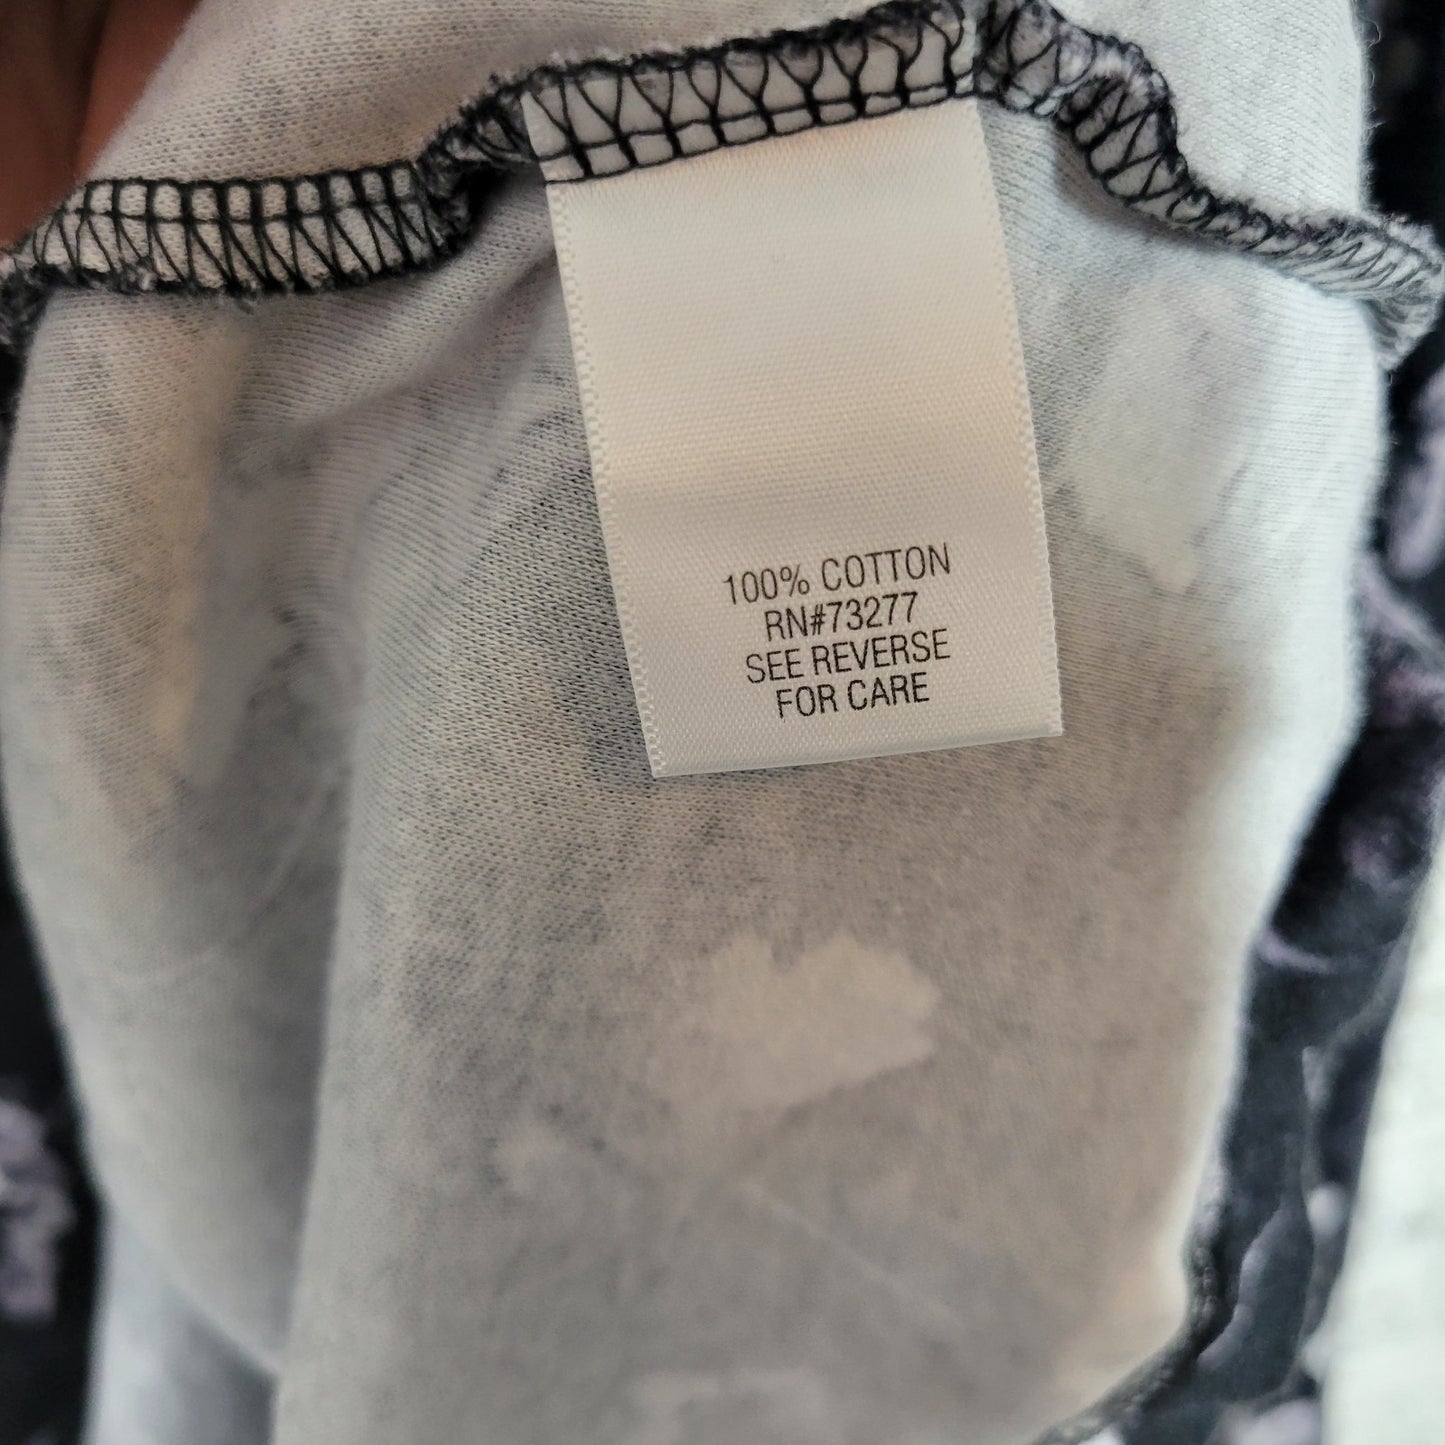 100% COTTON
RN#73277
SEE REVERSE
FOR CARE